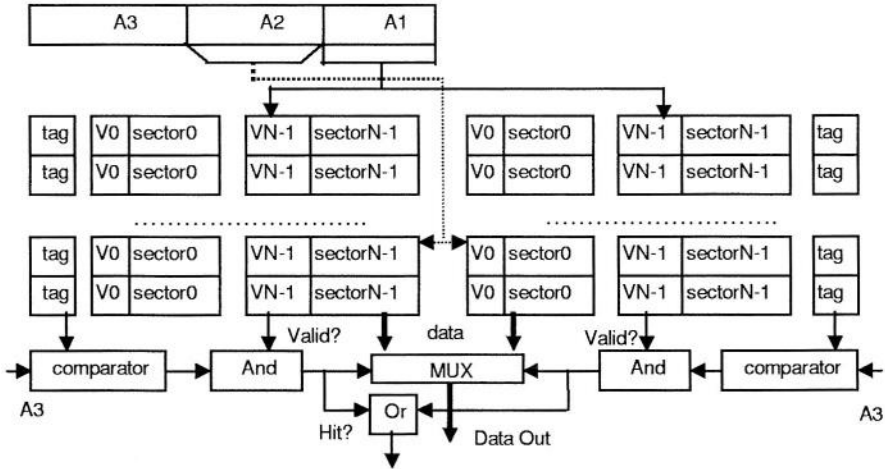 A3 A2 A1
tag V0 sector0 VN-1 sectorN-1 V0 sector0 VN-1 sectorN-1 tag
tag V0 sector0 VN-1 sectorN-1 V0 sector0 VN-1 sectorN-1 tag
tag V0 sector0 VN-1 sectorN-1 V0 sector0 VN-1 sectorN-1 tag
tag V0 sector0 VN-1 sectorN-1 V0 sector0 VN-1 sectorN-1 tag
Valid? data Valid?
comparator And MUX And comparator
A3 Or A3
Hit? Data Out